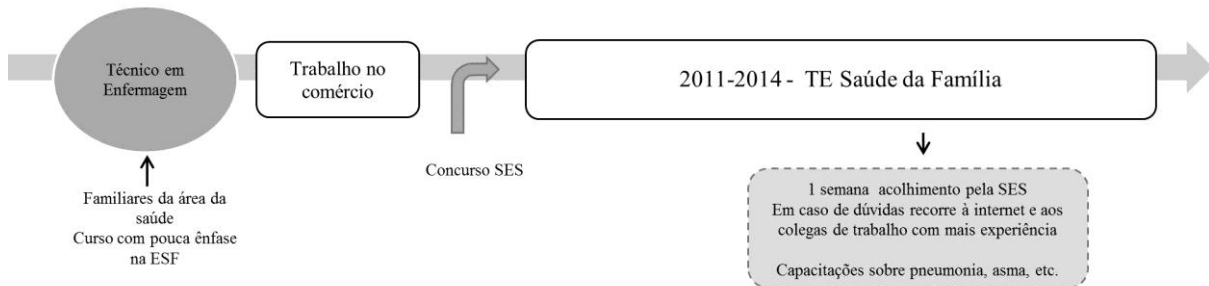 Técnico em
Enfermagem
Trabalho no
comércio
Concurso SES
2011-2014 - TE Saúde da Família
Familiares da área da
saúde
Curso com pouca ênfase
na ESF
1 semana acolhimento pela SES
Em caso de dúvidas recorre à internet e aos
colegas de trabalho com mais experiência
Capacitações sobre pneumonia, asma, etc.